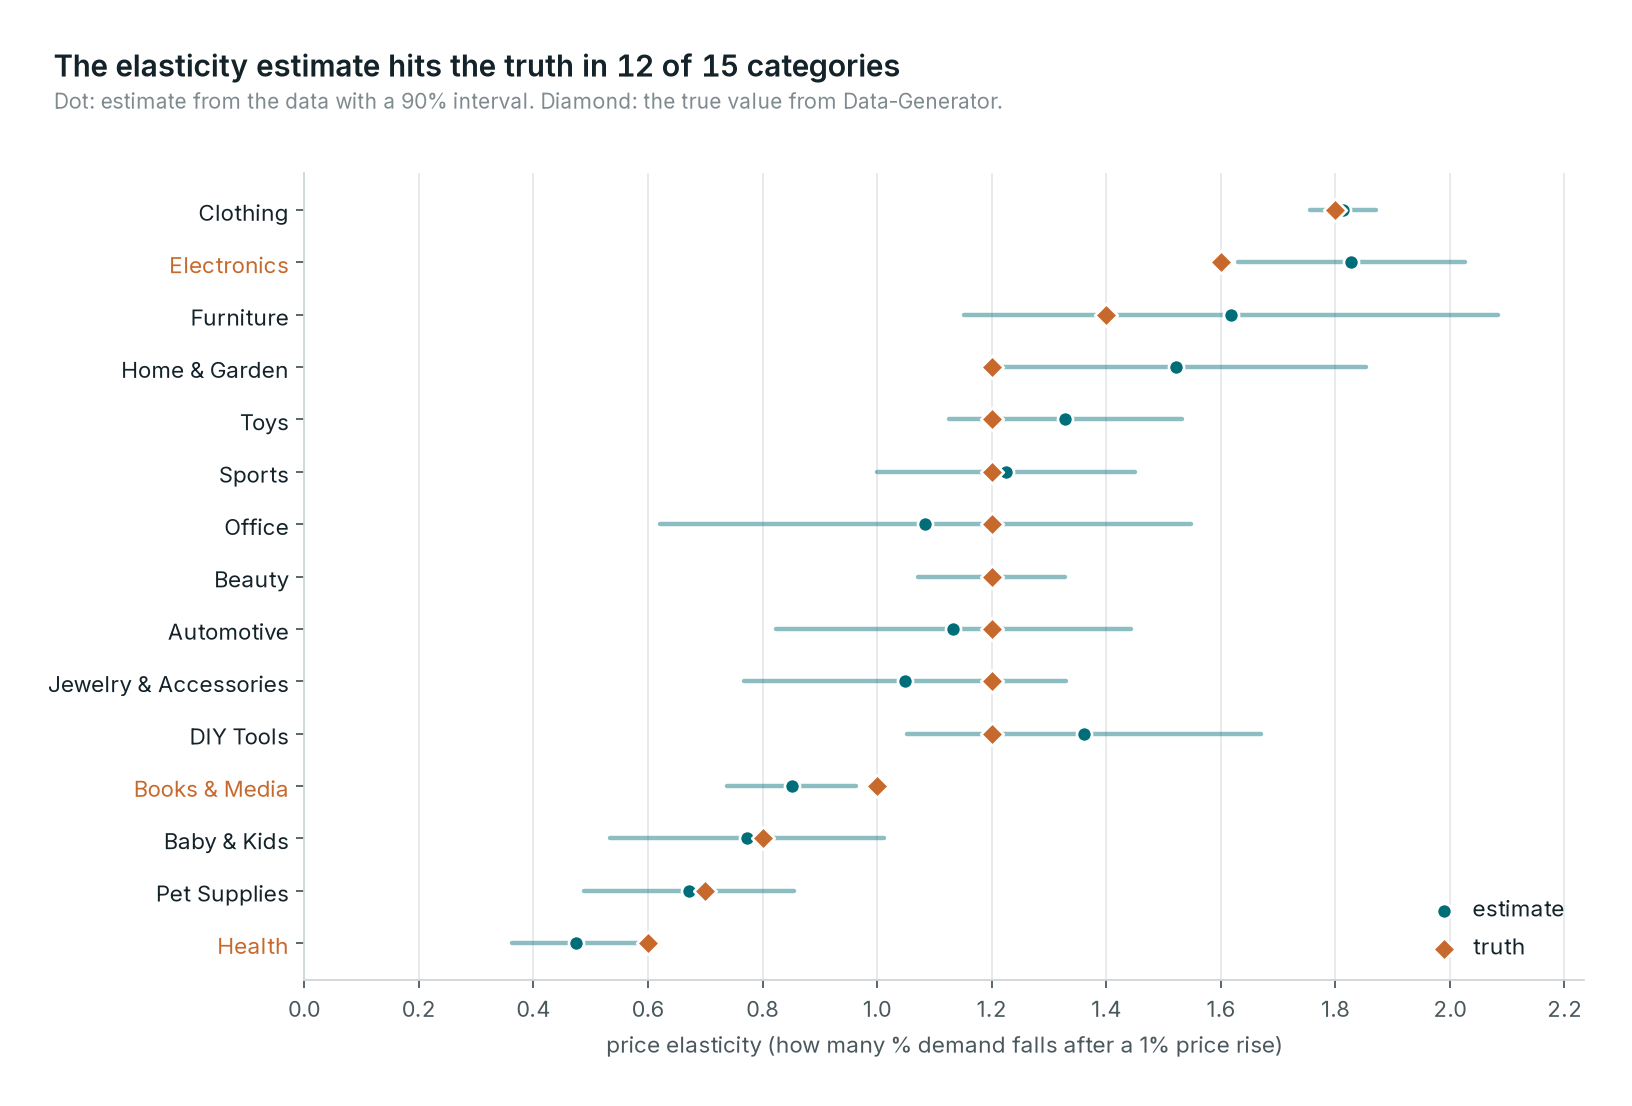 The elasticity estimate hits the truth in 12 of 15 categories
Dot: estimate from the data with a 90% interval. Diamond: the true value from Data-Generator.
Clothing
Electronics
Furniture
Home & Garden
Toys
Sports
Office
Beauty
Automotive
Jewelry & Accessories
DIY Tools
Books & Media
Baby & Kids
Pet Supplies
Health
estimate
truth
0.0 0.2 0.4 0.6 0.8 1.0 1.2 1.4 1.6 1.8 2.0 2.2
price elasticity (how many % demand falls after a 1% price rise)